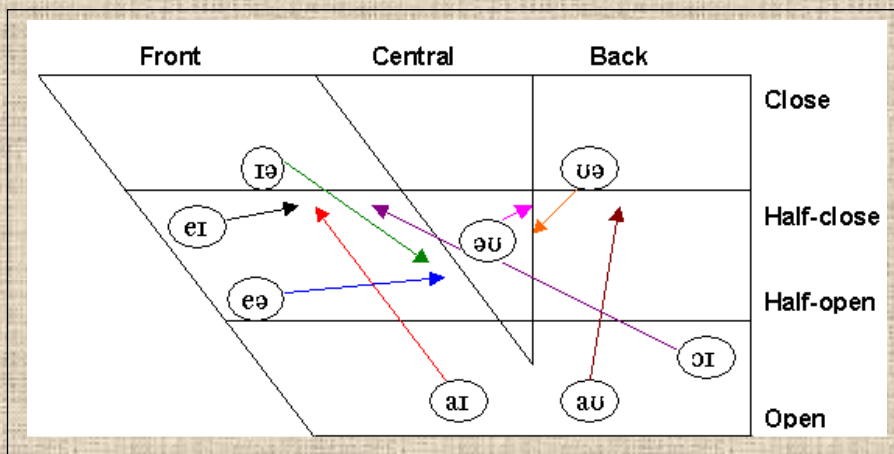 Front Central Back
Close
ɪə ʊə
Half-close
eɪ
əʊ
Half-open
eə
ɔɪ
aɪ aʊ
Open